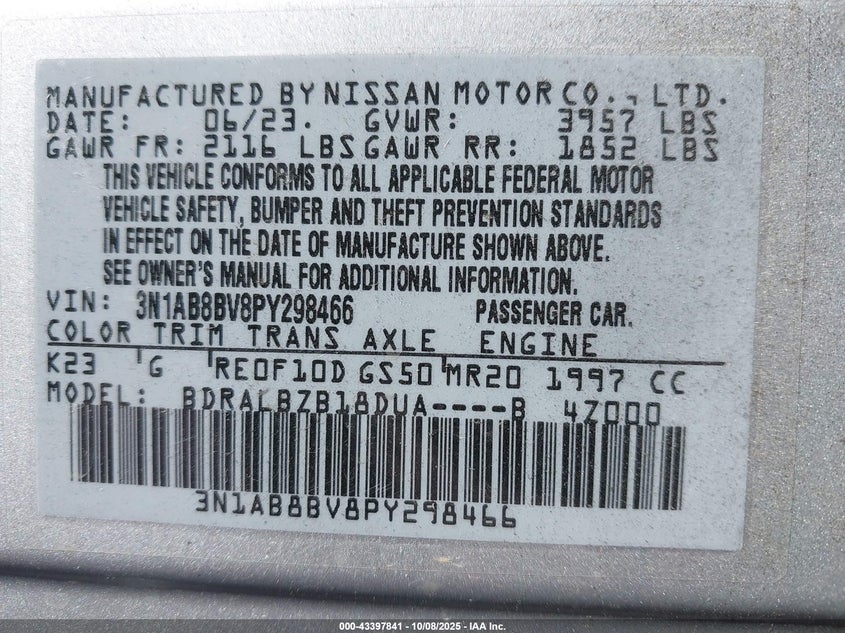 MANUFACTURED BY NISSAN MOTOR CO., LTD.
DATE: 06/23. GVWR: 3957 LBS
GAWR FR: 2116 LBS GAWR RR: 1852 LBS
THIS VEHICLE CONFORMS TO ALL APPLICABLE FEDERAL MOTOR
VEHICLE SAFETY, BUMPER AND THEFT PREVENTION STANDARDS
IN EFFECT ON THE DATE OF MANUFACTURE SHOWN ABOVE.
SEE OWNER'S MANUAL FOR ADDITIONAL INFORMATION.
VIN: 3N1AB8BV8PY298466 PASSENGER CAR.
COLOR TRIM TRANS AXLE ENGINE
K23 G RE0F10D GS50 MR20 1997 CC
MODEL: BDRALBZB18DUA----B 4Z000
3N1AB8BV8PY298466
000-43397841 - 10/08/2025 - IAA Inc.